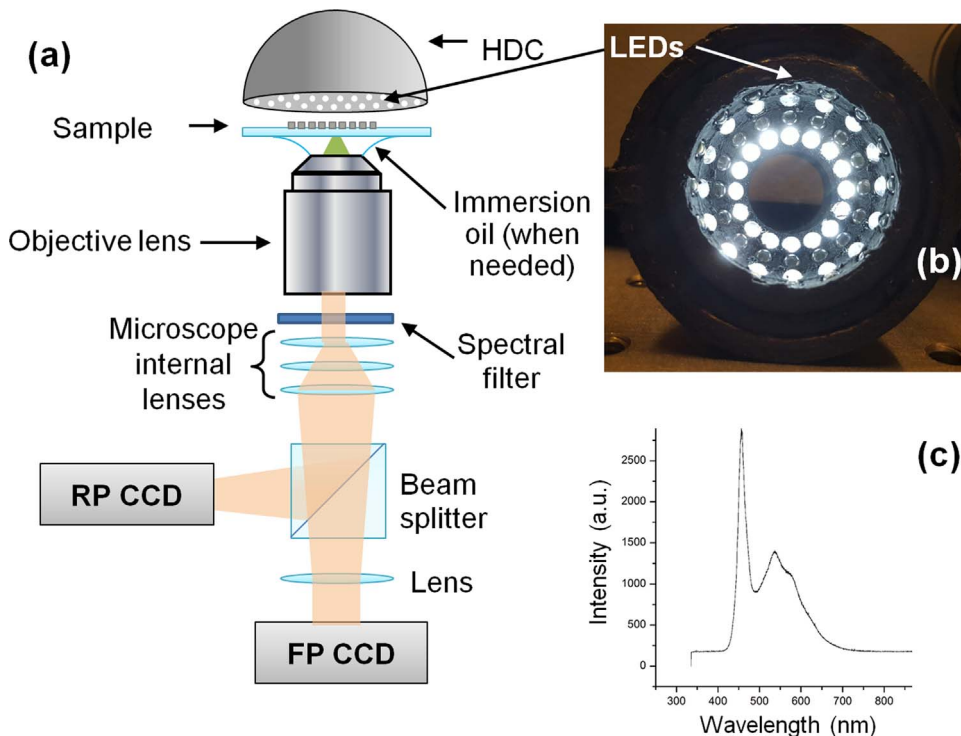 (a)
HDC
LEDs
Sample
Immersion
oil (when
needed)
Objective lens
Microscope
internal
lenses
Spectral
filter
RP CCD
Beam
splitter
Lens
FP CCD
(b)
(c)
Intensity (a.u.)
2500
2000
1500
1000
500
0
300 400 500 600 700 800
Wavelength (nm)